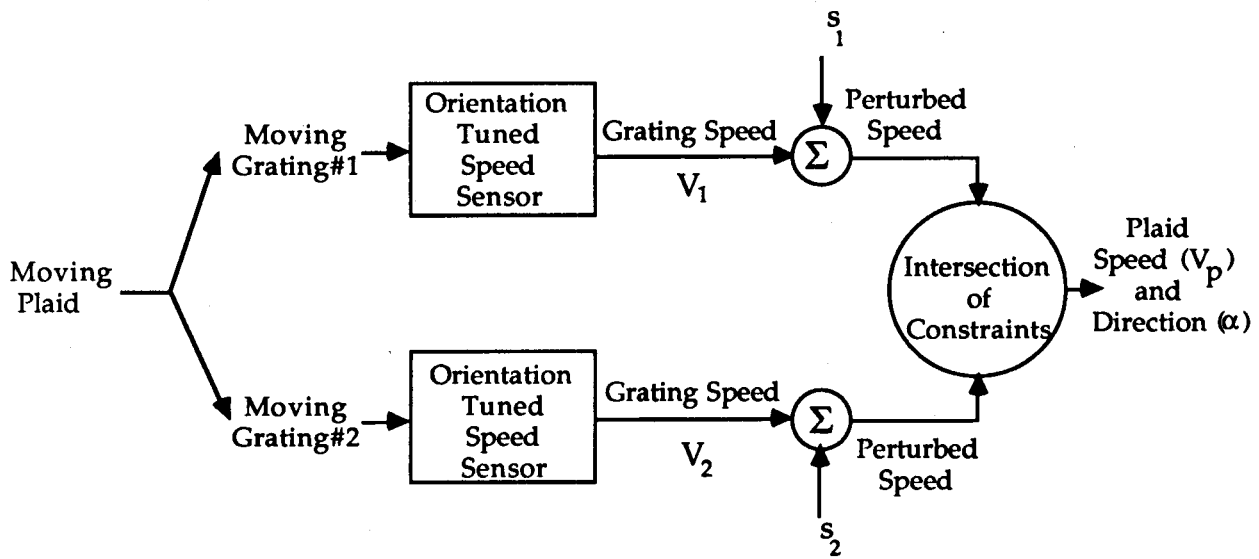 s1
Perturbed
Speed
Orientation
Tuned
Speed
Sensor
Moving
Grating#1
Grating Speed
V1
Σ
Moving
Plaid
Intersection
of
Constraints
Plaid
Speed (Vp)
and
Direction (α)
Orientation
Tuned
Speed
Sensor
Moving
Grating#2
Grating Speed
V2
Σ
Perturbed
Speed
s2